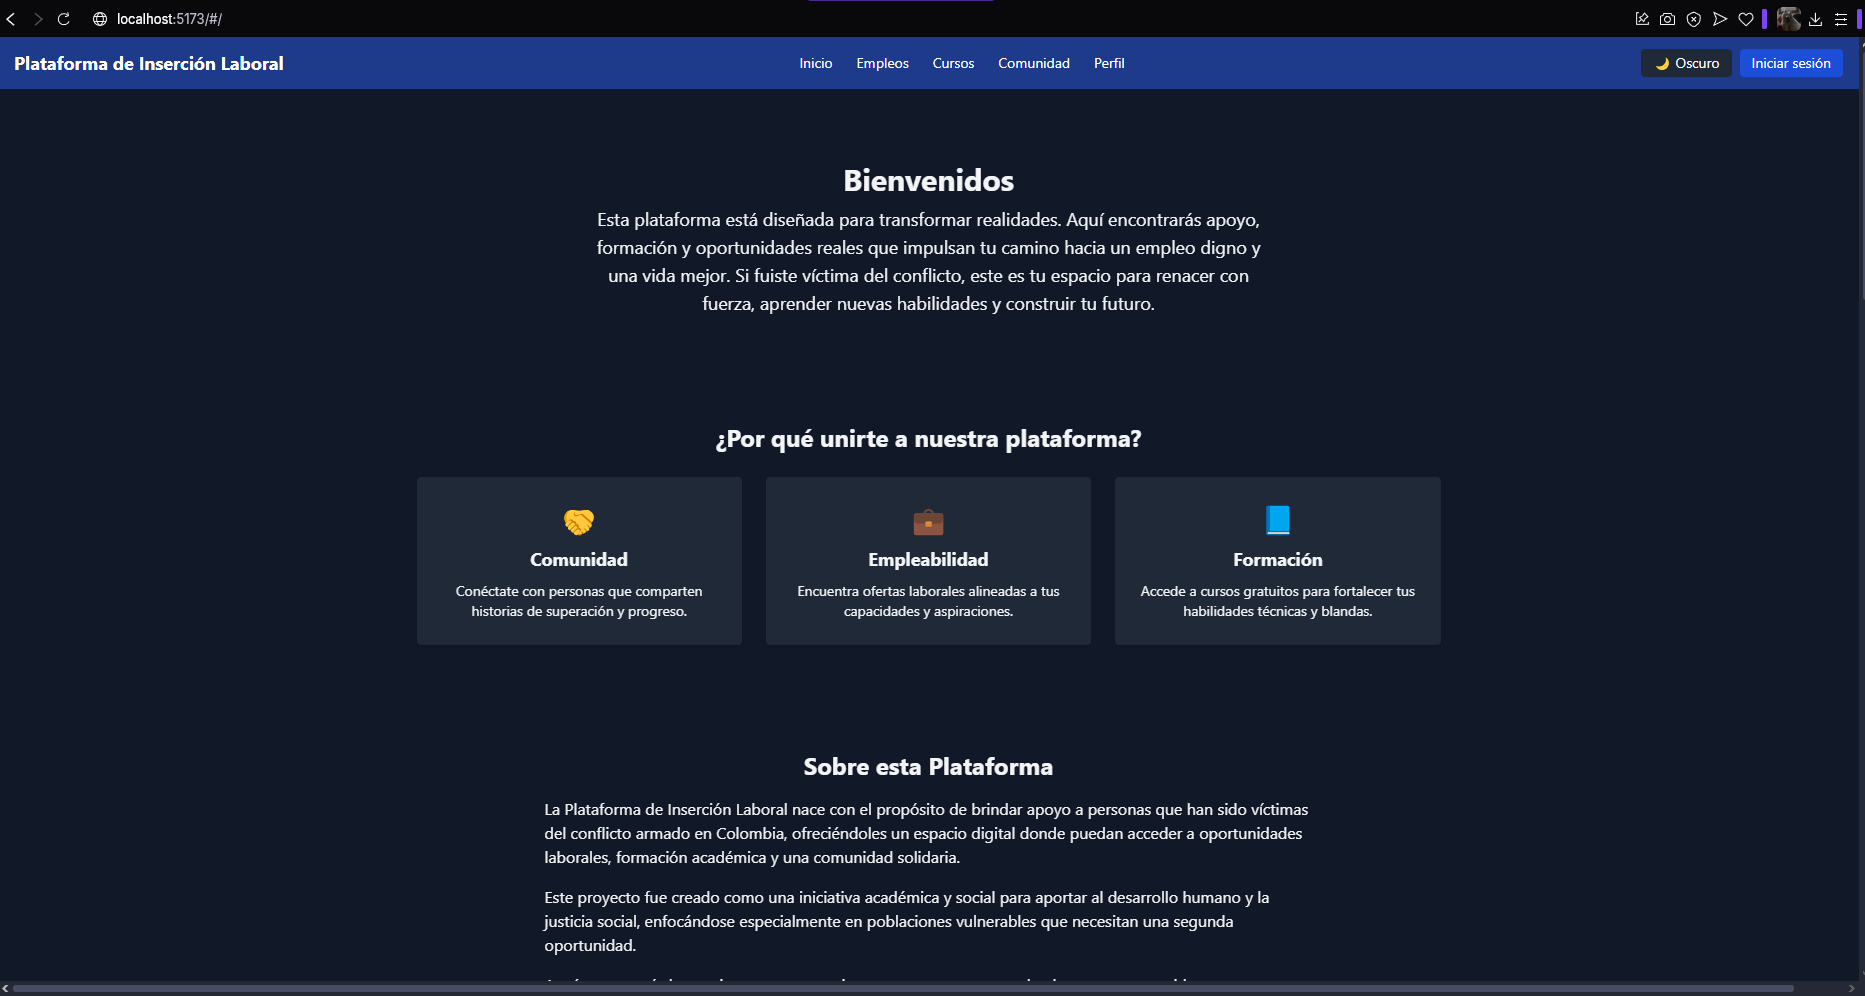 localhost:5173/#/
Plataforma de Inserción Laboral
Inicio
Empleos
Cursos
Comunidad
Perfil
🌙 Oscuro
Iniciar sesión
Bienvenidos
Esta plataforma está diseñada para transformar realidades. Aquí encontrarás apoyo,
formación y oportunidades reales que impulsan tu camino hacia un empleo digno y
una vida mejor. Si fuiste víctima del conflicto, este es tu espacio para renacer con
fuerza, aprender nuevas habilidades y construir tu futuro.
¿Por qué unirte a nuestra plataforma?
Comunidad
Conéctate con personas que comparten
historias de superación y progreso.
Empleabilidad
Encuentra ofertas laborales alineadas a tus
capacidades y aspiraciones.
Formación
Accede a cursos gratuitos para fortalecer tus
habilidades técnicas y blandas.
Sobre esta Plataforma
La Plataforma de Inserción Laboral nace con el propósito de brindar apoyo a personas que han sido víctimas
del conflicto armado en Colombia, ofreciéndoles un espacio digital donde puedan acceder a oportunidades
laborales, formación académica y una comunidad solidaria.
Este proyecto fue creado como una iniciativa académica y social para aportar al desarrollo humano y la
justicia social, enfocándose especialmente en poblaciones vulnerables que necesitan una segunda
oportunidad.